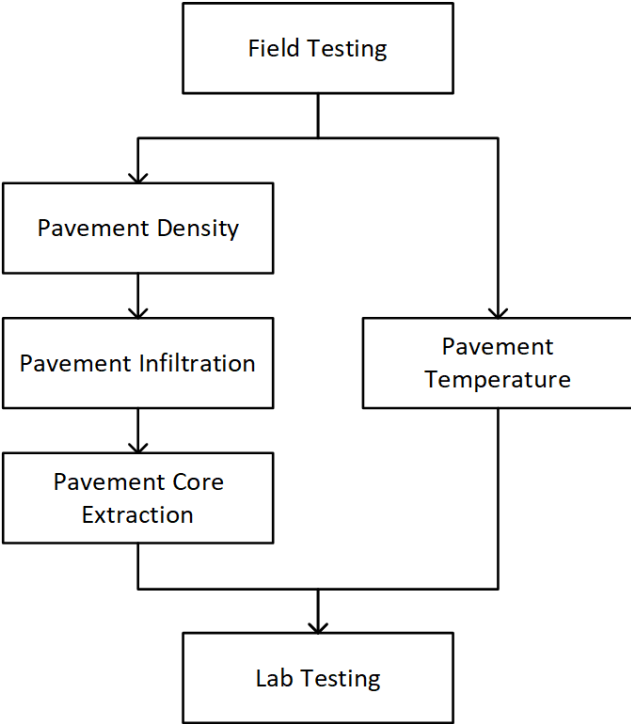 Field Testing
Pavement Density
Pavement Infiltration
Pavement
Temperature
Pavement Core
Extraction
Lab Testing